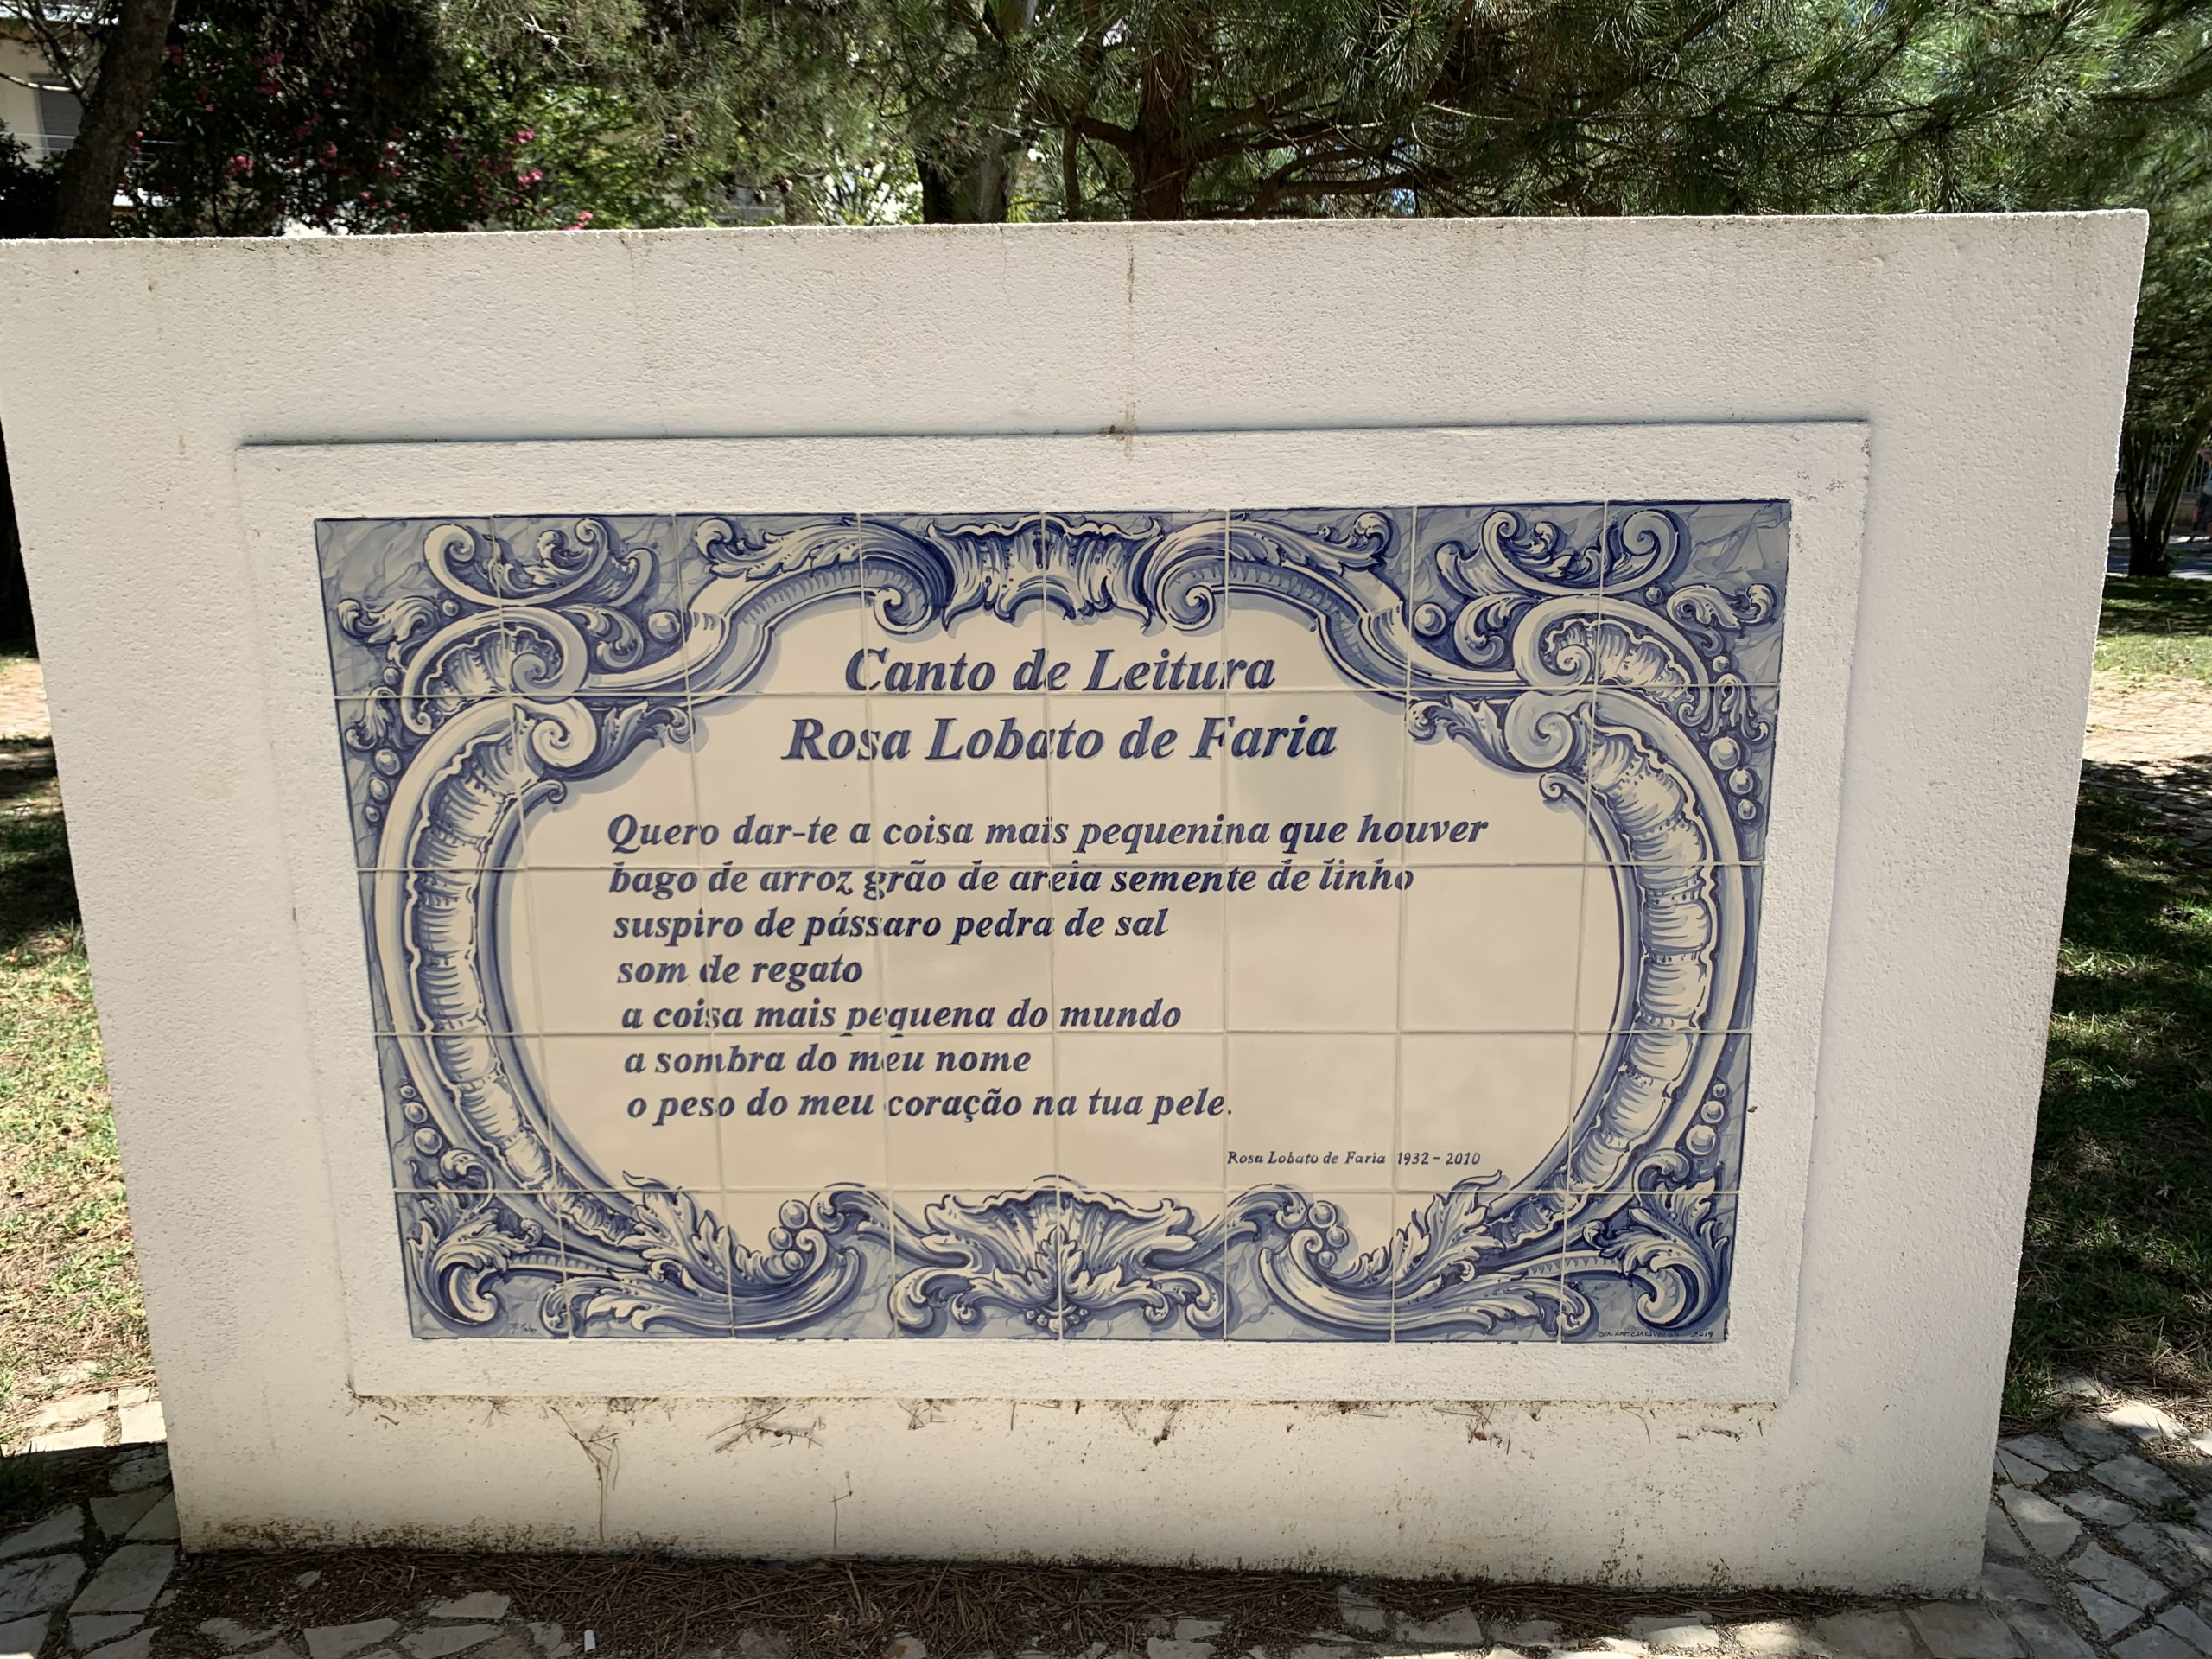 Canto de Leitura
Rosa Lobato de Faria
Quero dar-te a coisa mais pequenina que houver
bago de arroz grão de areia semente de linho
suspiro de pássaro pedra de sal
som de regato
a coisa mais pequena do mundo
a sombra do meu nome
o peso do meu coração na tua pele.
Rosa Lobato de Faria 1932 - 2010
2019